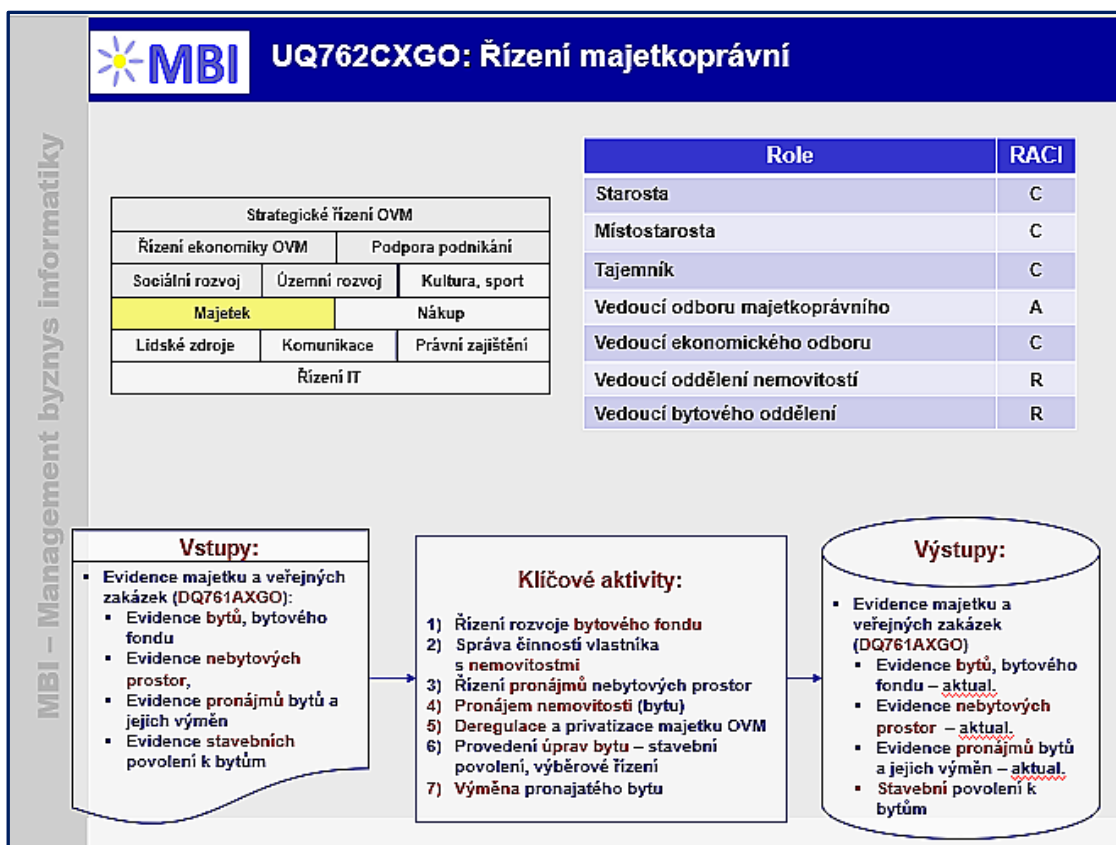 MBI
UQ762CXGO: Řízení majetkoprávní
MBI – Management byznys informatiky
Strategické řízení OVM
Řízení ekonomiky OVM
Podpora podnikání
Sociální rozvoj
Územní rozvoj
Kultura, sport
Majetek
Nákup
Lidské zdroje
Komunikace
Právní zajištění
Řízení IT
Role RACI
Starosta C
Místostarosta C
Tajemník C
Vedoucí odboru majetkoprávního A
Vedoucí ekonomického odboru C
Vedoucí oddělení nemovitostí R
Vedoucí bytového oddělení R
Vstupy:
▪ Evidence majetku a veřejných
zakázek (DQ761AXGO):
▪ Evidence bytů, bytového
fondu
▪ Evidence nebytových
prostor,
▪ Evidence pronájmů bytů a
jejich výměn
▪ Evidence stavebních
povolení k bytům
Klíčové aktivity:
1) Řízení rozvoje bytového fondu
2) Správa činností vlastníka
s nemovitostmi
3) Řízení pronájmů nebytových prostor
4) Pronájem nemovitosti (bytu)
5) Deregulace a privatizace majetku OVM
6) Provedení úprav bytu – stavební
povolení, výběrové řízení
7) Výměna pronajatého bytu
Výstupy:
▪ Evidence majetku a
veřejných zakázek
(DQ761AXGO)
▪ Evidence bytů, bytového
fondu – aktual.
▪ Evidence nebytových
prostor – aktual.
▪ Evidence pronájmů bytů
a jejich výměn – aktual.
▪ Stavební povolení k
bytům